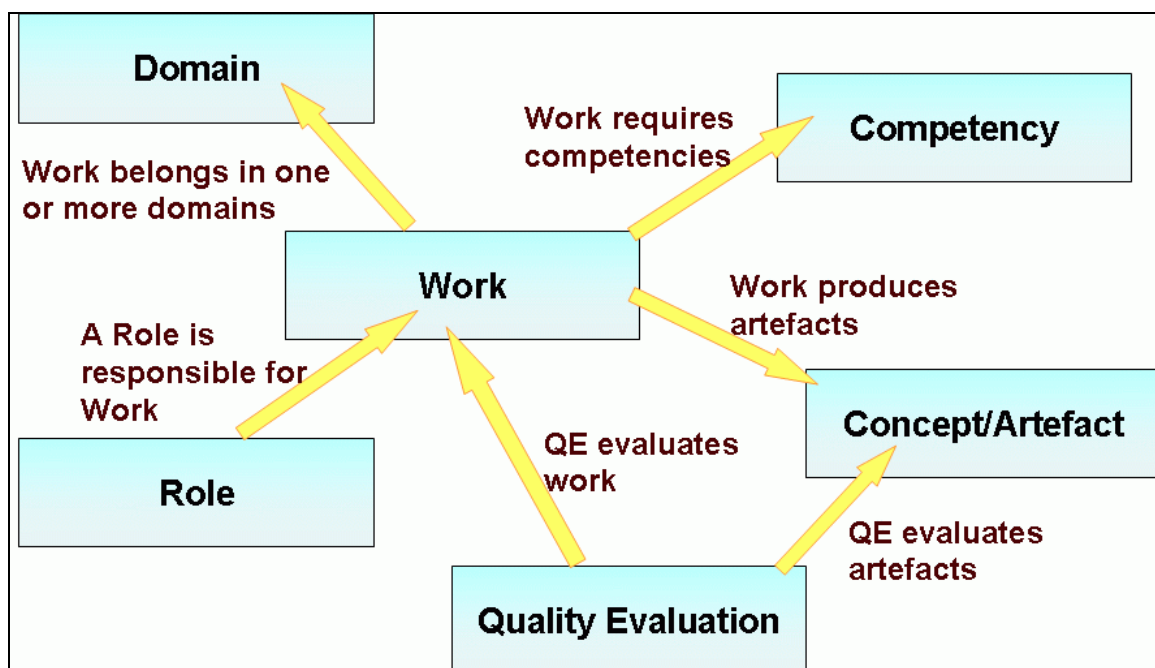 Domain
Work requires
competencies
Competency
Work belongs in one
or more domains
Work
Work produces
artefacts
A Role is
responsible for
Work
Concept/Artefact
QE evaluates
work
Role
QE evaluates
artefacts
Quality Evaluation